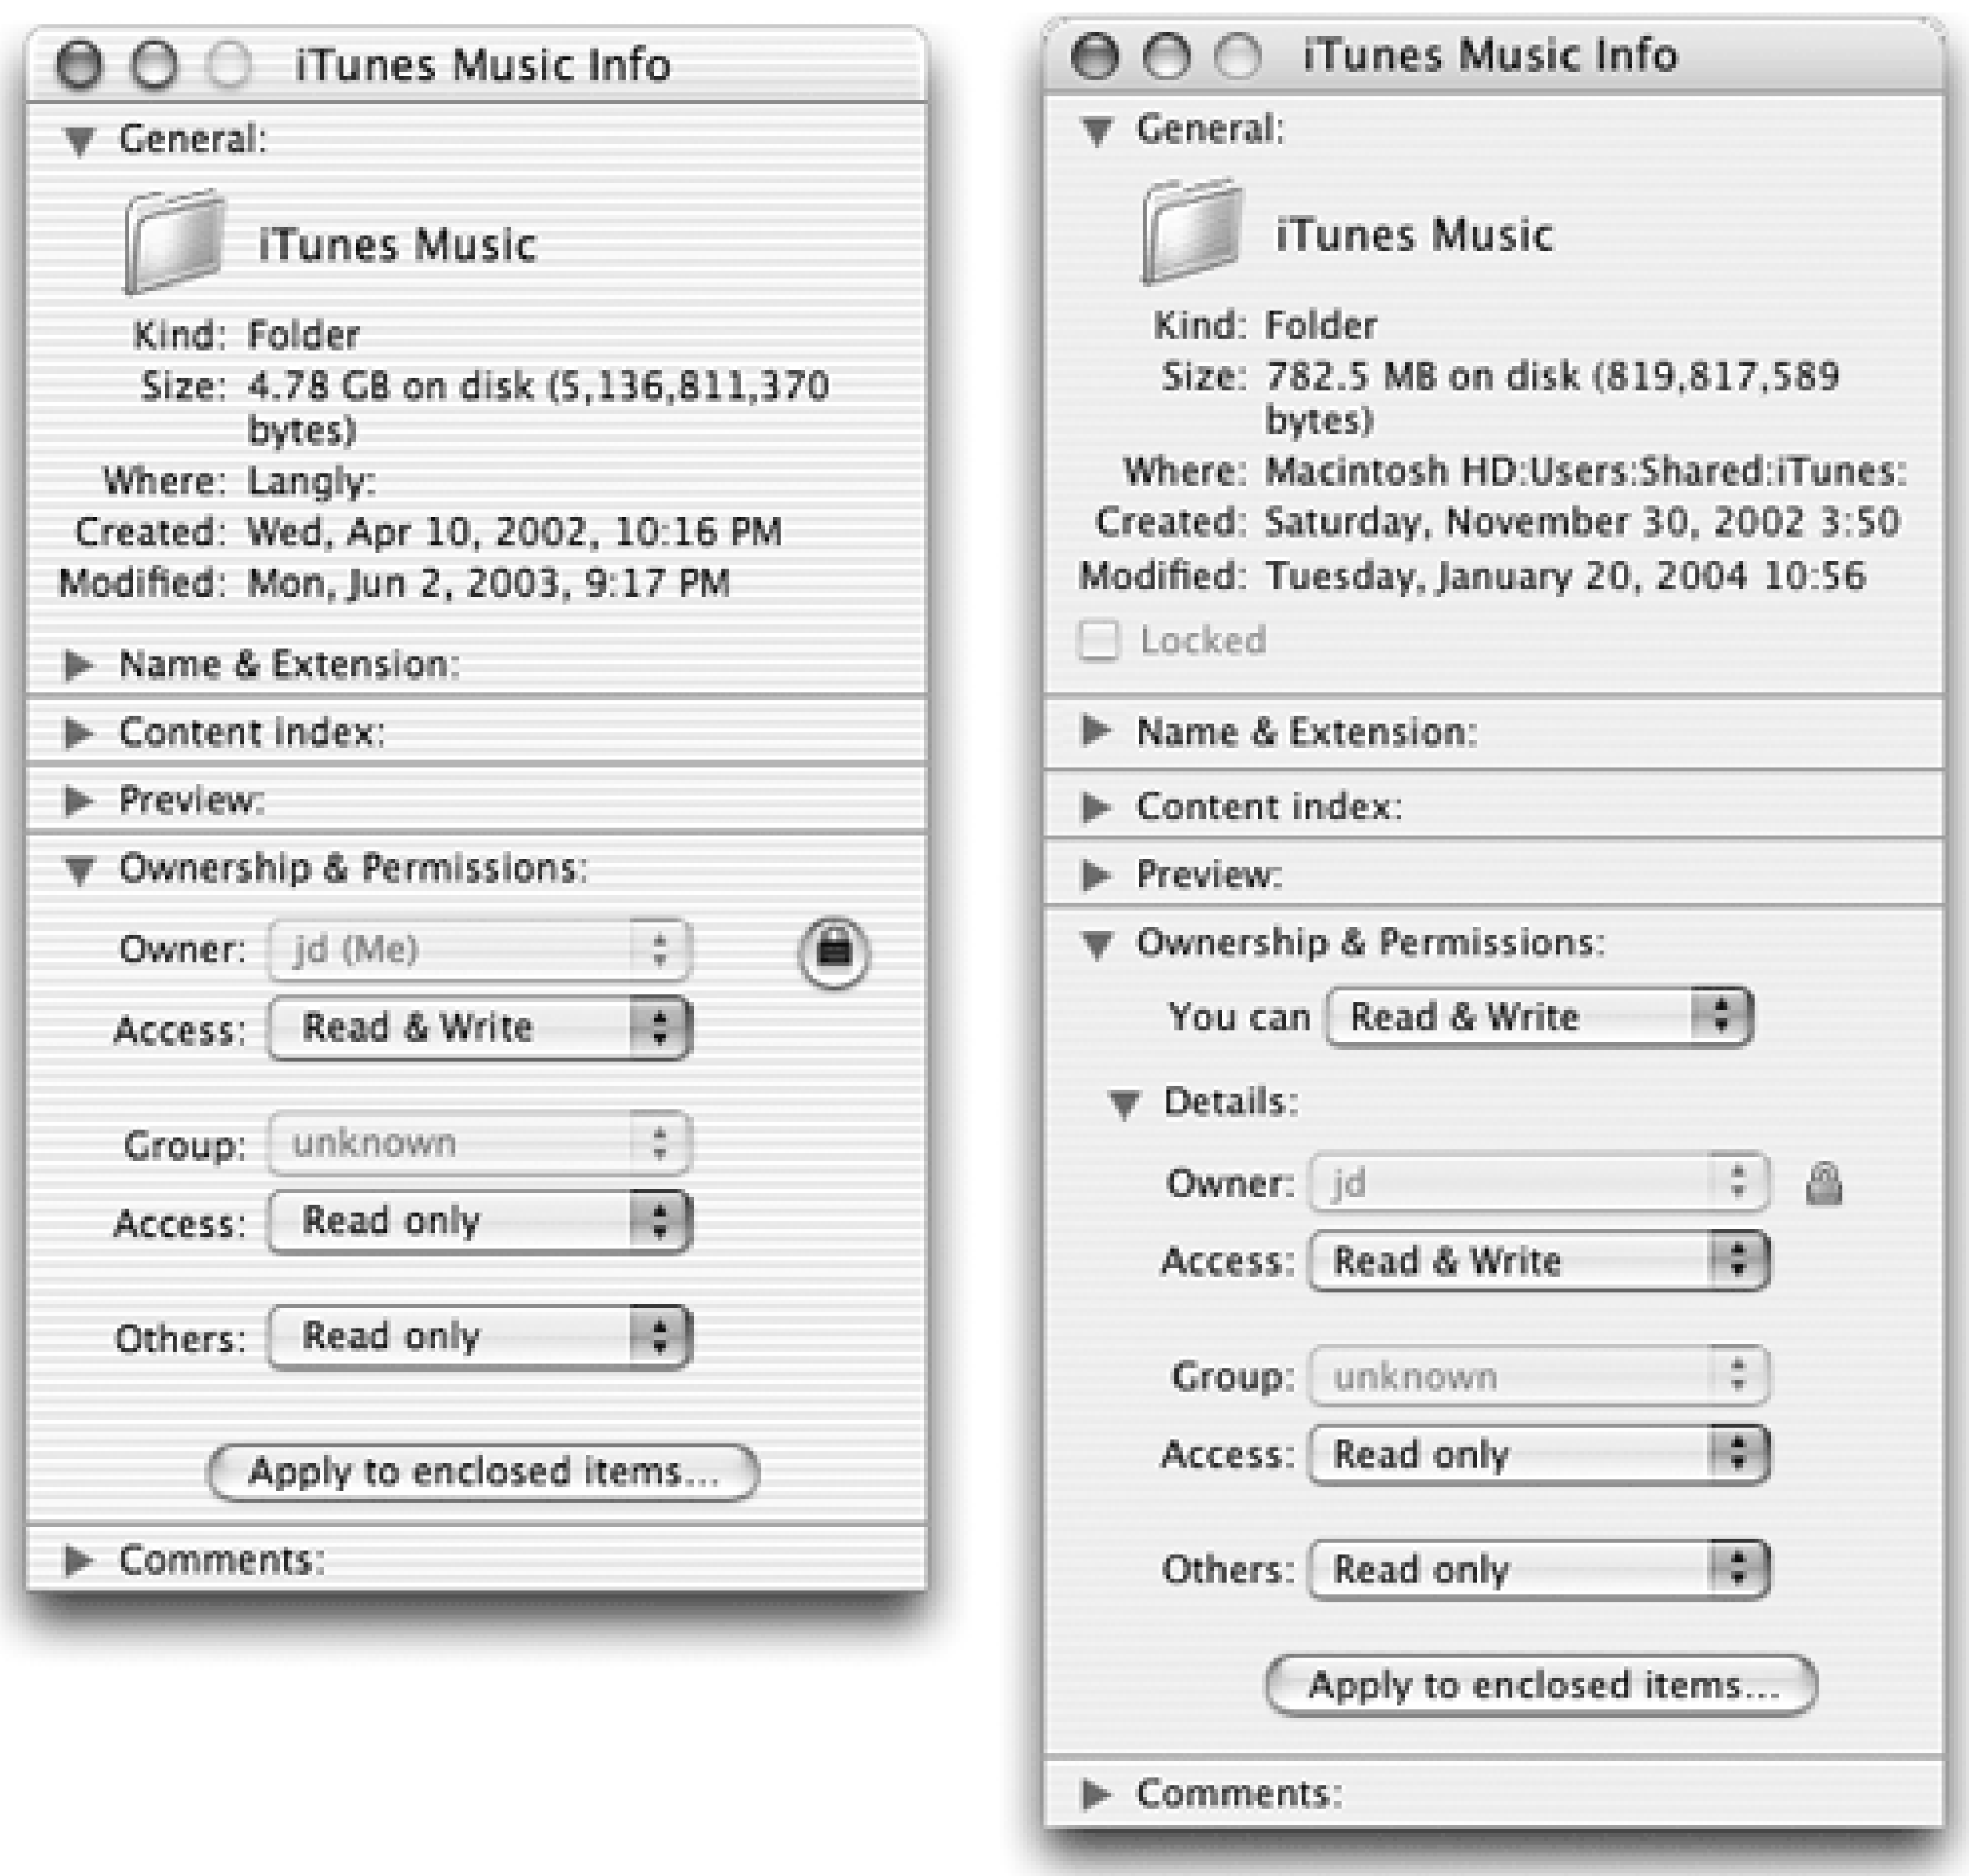 iTunes Music Info
General:
iTunes Music
Kind: Folder
Size: 4.78 GB on disk (5,136,811,370
bytes)
Where: Langly:
Created: Wed, Apr 10, 2002, 10:16 PM
Modified: Mon, Jun 2, 2003, 9:17 PM
Name & Extension:
Content index:
Preview:
Ownership & Permissions:
Owner: jd (Me)
Access: Read & Write
Group: unknown
Access: Read only
Others: Read only
Apply to enclosed items...
Comments:
iTunes Music Info
General:
iTunes Music
Kind: Folder
Size: 782.5 MB on disk (819,817,589
bytes)
Where: Macintosh HD:Users:Shared:iTunes:
Created: Saturday, November 30, 2002 3:50
Modified: Tuesday, January 20, 2004 10:56
Locked
Name & Extension:
Content index:
Preview:
Ownership & Permissions:
You can Read & Write
Details:
Owner: jd
Access: Read & Write
Group: unknown
Access: Read only
Others: Read only
Apply to enclosed items...
Comments: